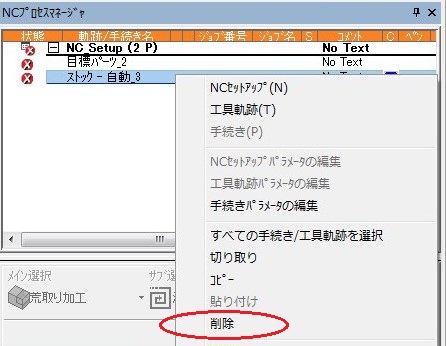 NCﾌﾟﾛｾｽﾏﾈｰｼﾞｬ
状態 軌跡/手続き名 ｼﾞｮﾌﾞ番号 ｼﾞｮﾌﾞ名 S ｺﾒﾝﾄ C ﾍﾟﾝ
NC Setup (2 P) No Text
目標ﾊﾟｰﾂ_2 No Text
ｽﾄｯｸ - 自動_3
NCｾｯﾄｱｯﾌﾟ(N)
工具軌跡(T)
手続き(P)
NCｾｯﾄｱｯﾌﾟﾊﾟﾗﾒｰﾀの編集
工具軌跡ﾊﾟﾗﾒｰﾀの編集
手続きﾊﾟﾗﾒｰﾀの編集
すべての手続き/工具軌跡を選択
切り取り
ｺﾋﾟｰ
貼り付け
削除
メイン選択 サブ選
荒取り加工